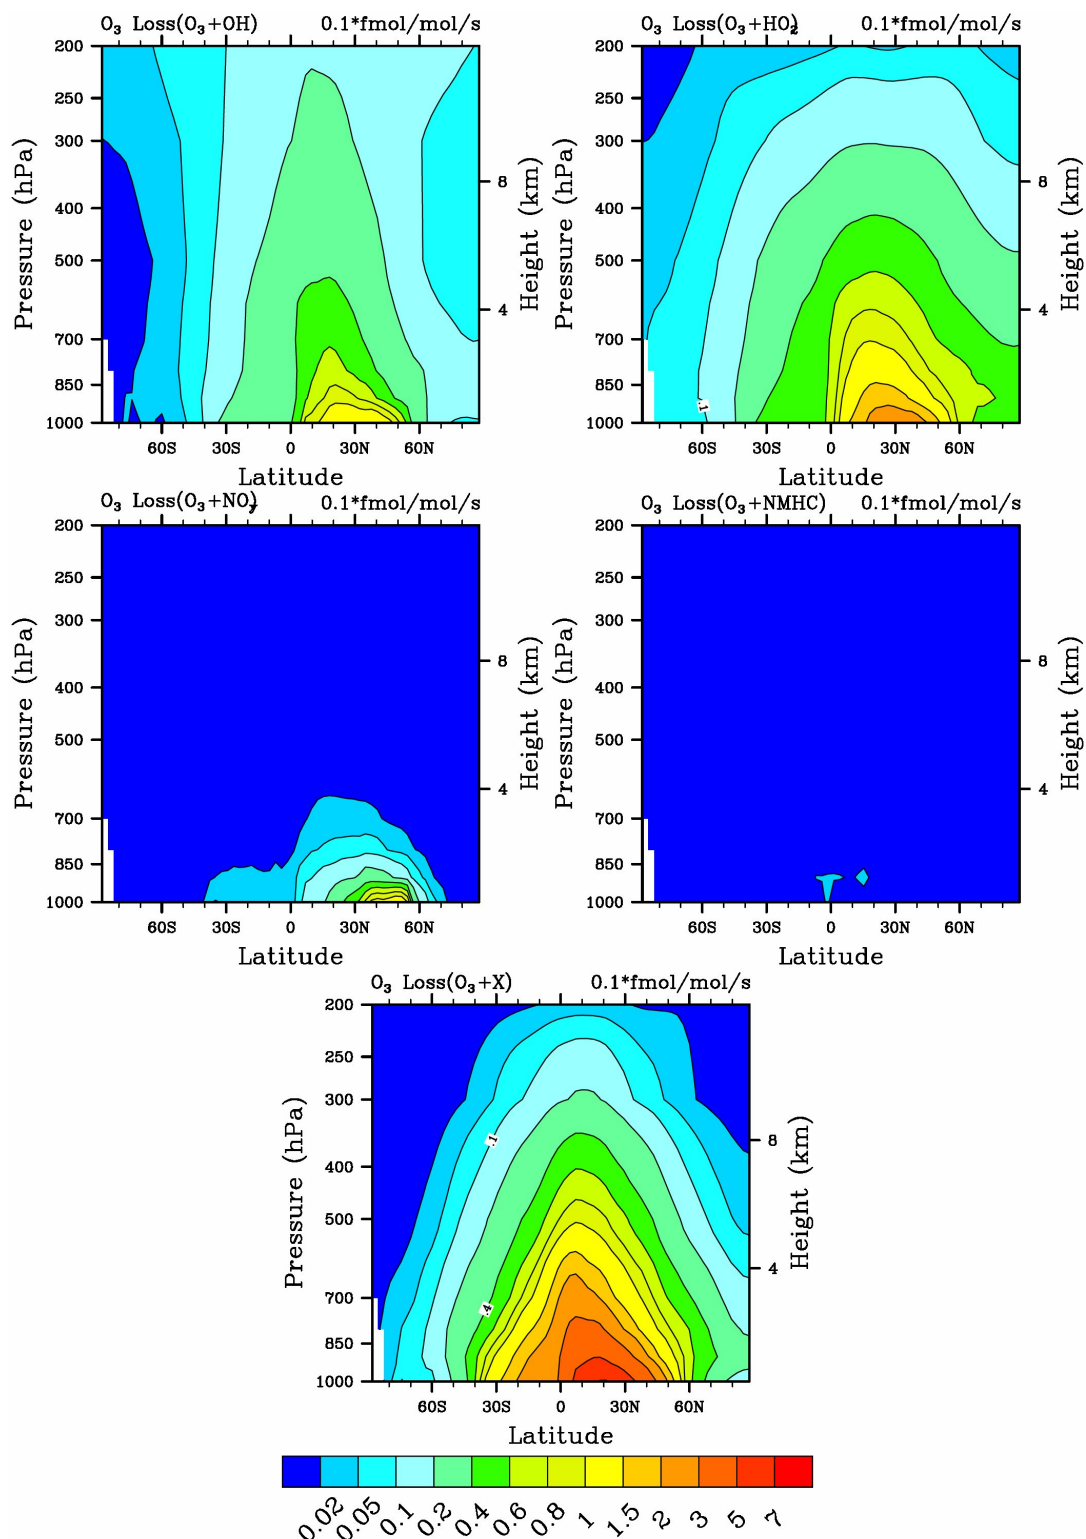 O₃ Loss(O₃+OH) 0.1*fmol/mol/s
200
250
300
400
500
700
850
1000
Pressure (hPa)
8
4
Height (km)
60S 30S 0 30N 60N
Latitude
O₃ Loss(O₃+HO₂) 0.1*fmol/mol/s
200
250
300
400
500
700
850
1000
Pressure (hPa)
8
4
Height (km)
.1
60S 30S 0 30N 60N
Latitude
O₃ Loss(O₃+NOy) 0.1*fmol/mol/s
200
250
300
400
500
700
850
1000
Pressure (hPa)
8
4
Height (km)
60S 30S 0 30N 60N
Latitude
O₃ Loss(O₃+NMHC) 0.1*fmol/mol/s
200
250
300
400
500
700
850
1000
Pressure (hPa)
8
4
Height (km)
60S 30S 0 30N 60N
Latitude
O₃ Loss(O₃+X) 0.1*fmol/mol/s
200
250
300
400
500
700
850
1000
Pressure (hPa)
8
4
Height (km)
.1
.4
60S 30S 0 30N 60N
Latitude
0.02 0.05 0.1 0.2 0.4 0.6 0.8 1 1.5 2 3 5 7